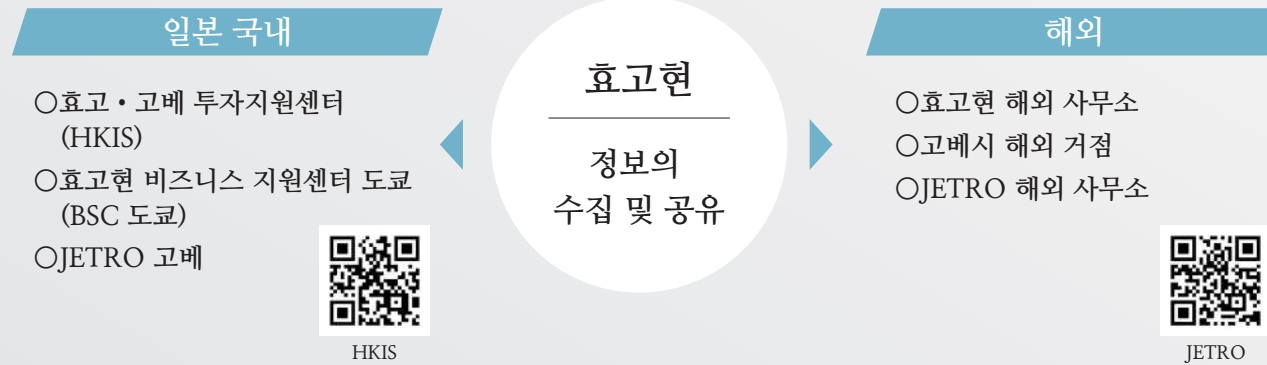 일본 국내
○효고・고베 투자지원센터
(HKIS)
○효고현 비즈니스 지원센터 도쿄
(BSC 도쿄)
○JETRO 고베
HKIS
효고현
정보의
수집 및 공유
해외
○효고현 해외 사무소
○고베시 해외 거점
○JETRO 해외 사무소
JETRO